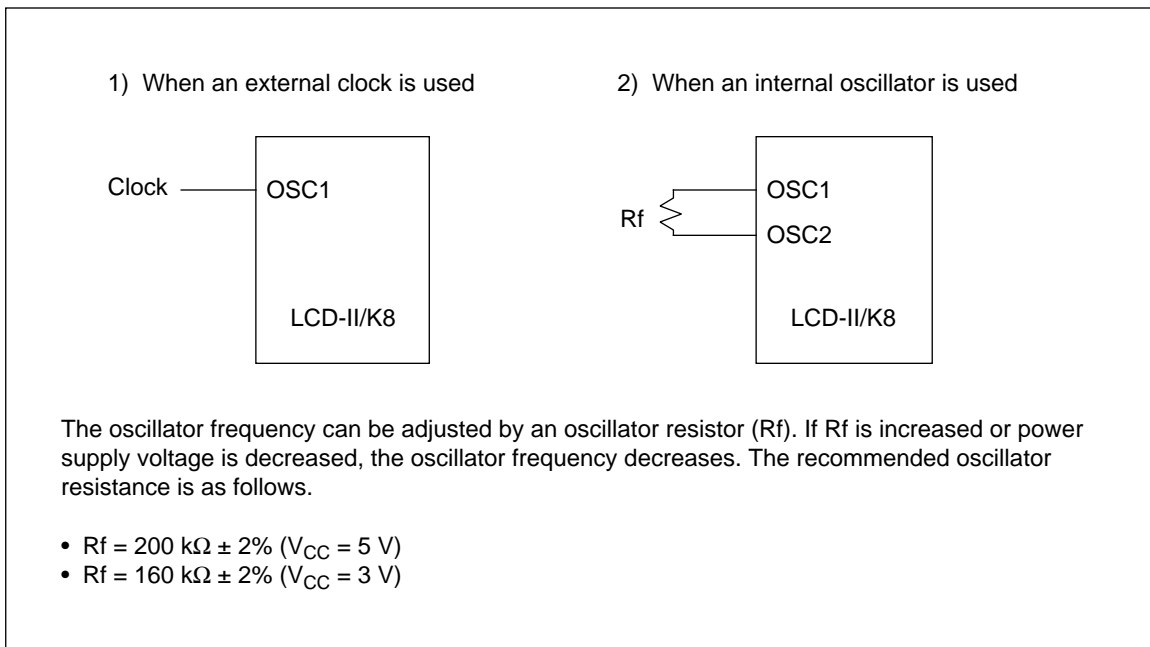 1) When an external clock is used
Clock
OSC1
LCD-II/K8
2) When an internal oscillator is used
Rf
OSC1
OSC2
LCD-II/K8
The oscillator frequency can be adjusted by an oscillator resistor (Rf). If Rf is increased or power
supply voltage is decreased, the oscillator frequency decreases. The recommended oscillator
resistance is as follows.
• Rf = 200 kΩ ± 2% (VCC = 5 V)
• Rf = 160 kΩ ± 2% (VCC = 3 V)